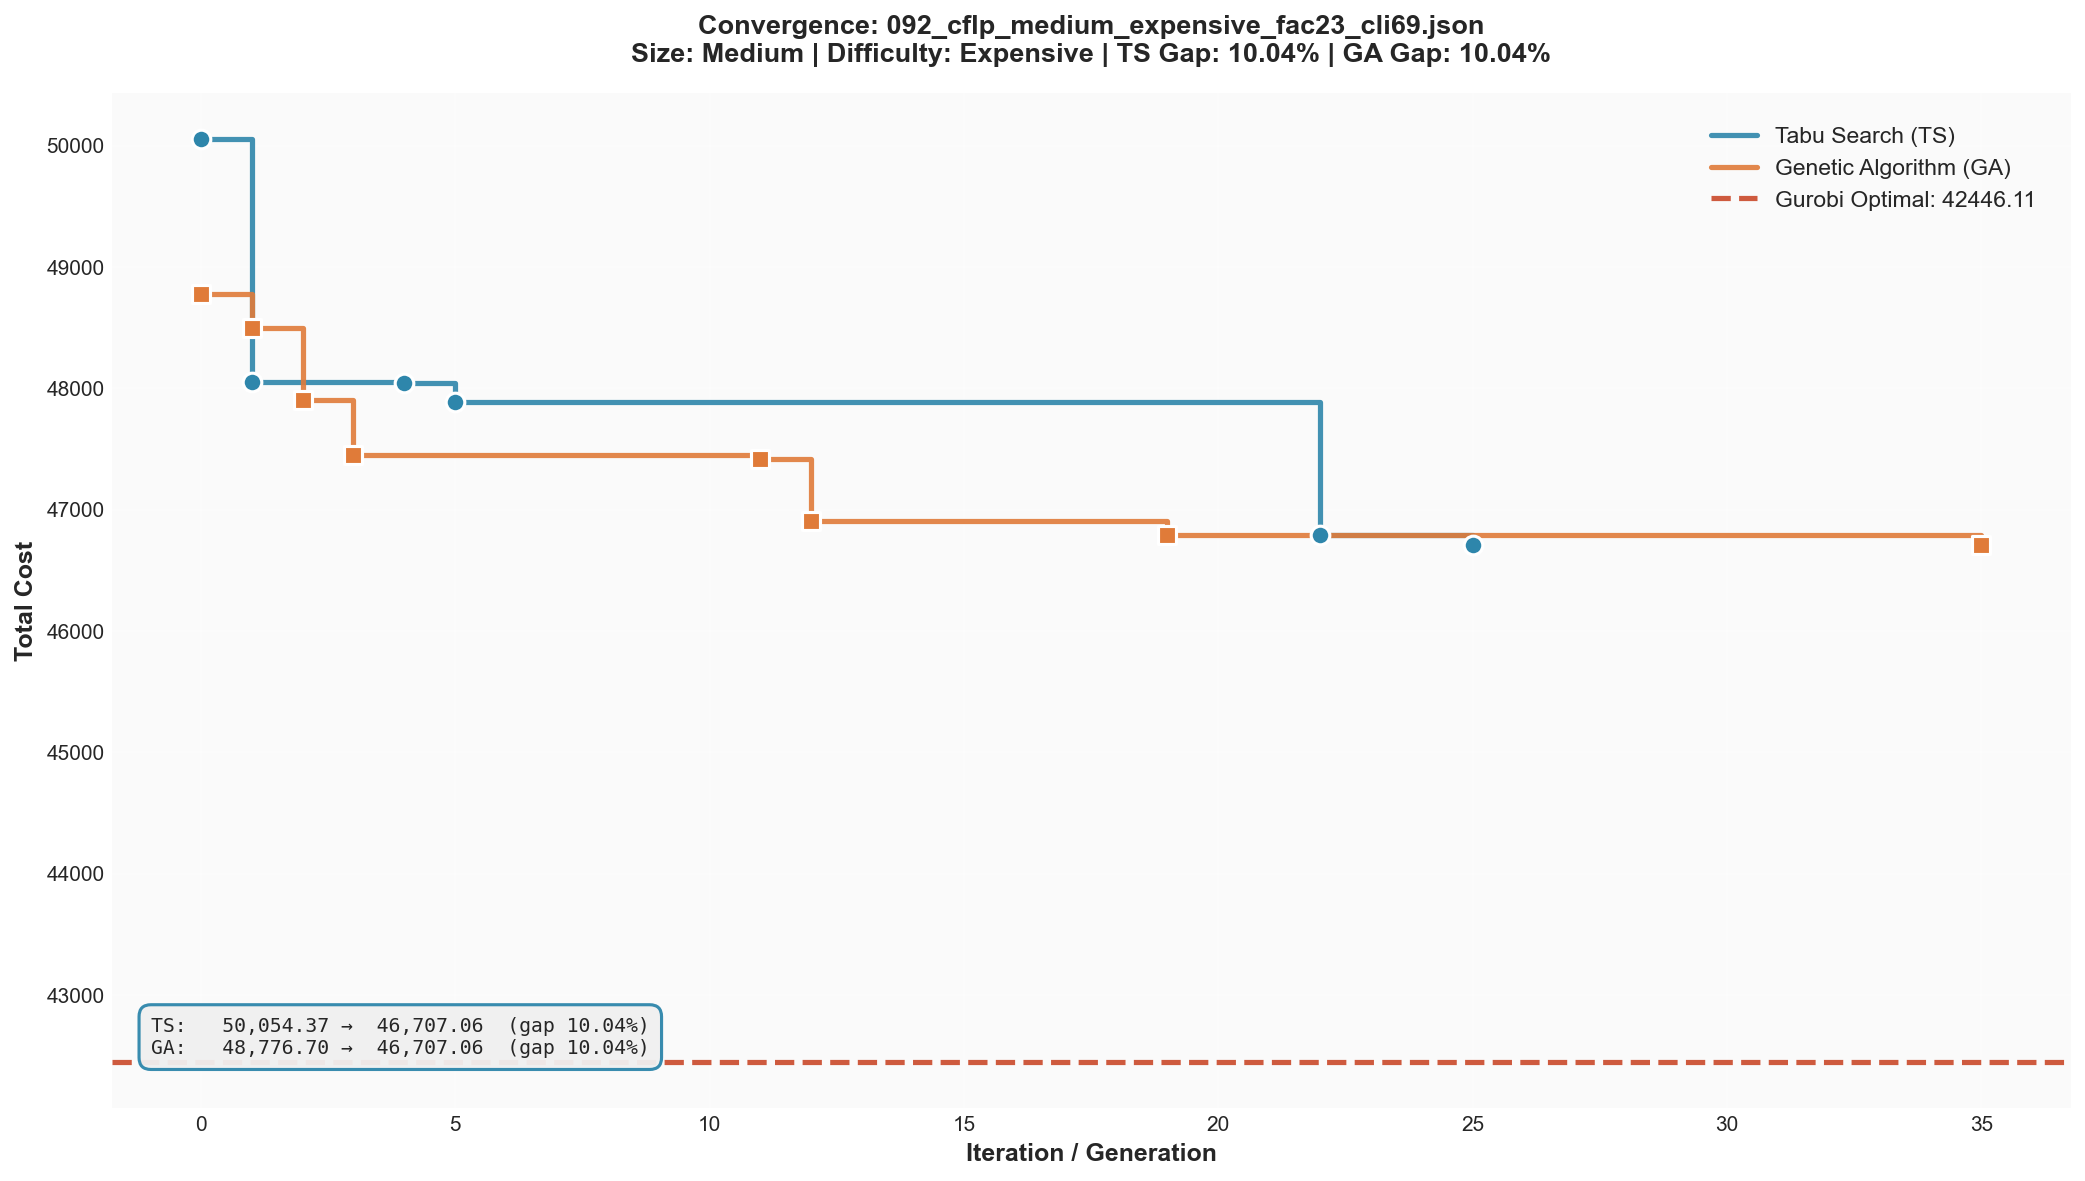 Convergence: 092_cflp_medium_expensive_fac23_cli69.json
Size: Medium | Difficulty: Expensive | TS Gap: 10.04% | GA Gap: 10.04%
Tabu Search (TS)
Genetic Algorithm (GA)
Gurobi Optimal: 42446.11
Total Cost
50000
49000
48000
47000
46000
45000
44000
43000
TS: 50,054.37 → 46,707.06 (gap 10.04%)
GA: 48,776.70 → 46,707.06 (gap 10.04%)
0 5 10 15 20 25 30 35
Iteration / Generation